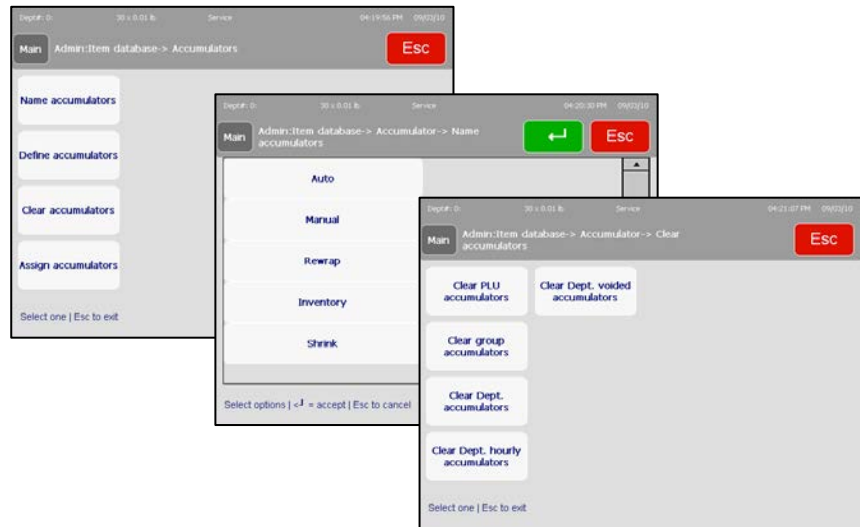 Dept#: 0: 30 x 0.01 lb. Service 04:19:56 PM 09/03/10
Main Admin:Item database-> Accumulators Esc
Name accumulators
Define accumulators
Clear accumulators
Assign accumulators
Select one | Esc to exit
Dept#: 0: 30 x 0.01 lb. Service 04:20:30 PM 09/03/10
Main Admin:Item database-> Accumulator-> Name
accumulators
Esc
Auto
Manual
Rewrap
Inventory
Shrink
Select options | <┘ = accept | Esc to cancel
Dept#: 0: 30 x 0.01 lb. Service 04:21:07 PM 09/03/10
Main Admin:Item database-> Accumulator-> Clear
accumulators
Esc
Clear PLU
accumulators
Clear Dept. voided
accumulators
Clear group
accumulators
Clear Dept.
accumulators
Clear Dept. hourly
accumulators
Select one | Esc to exit